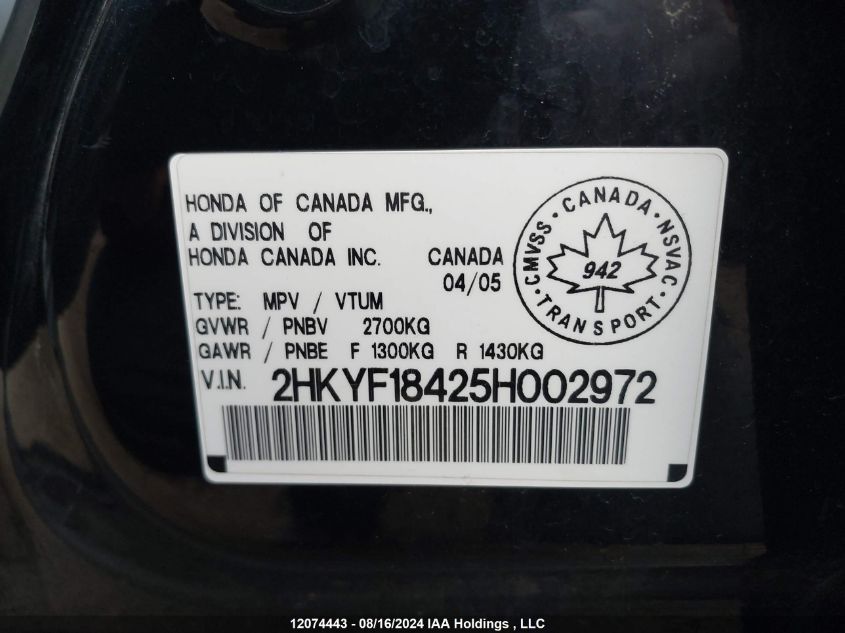 HONDA OF CANADA MFG.,
A DIVISION OF
HONDA CANADA INC. CANADA
04/05
TYPE: MPV / VTUM
GVWR / PNBV 2700KG
GAWR / PNBE F 1300KG R 1430KG
V.I.N. 2HKYF18425H002972
CMVSS · CANADA · NSVAC · TRANSPORT ·
942
12074443 - 08/16/2024 IAA Holdings , LLC